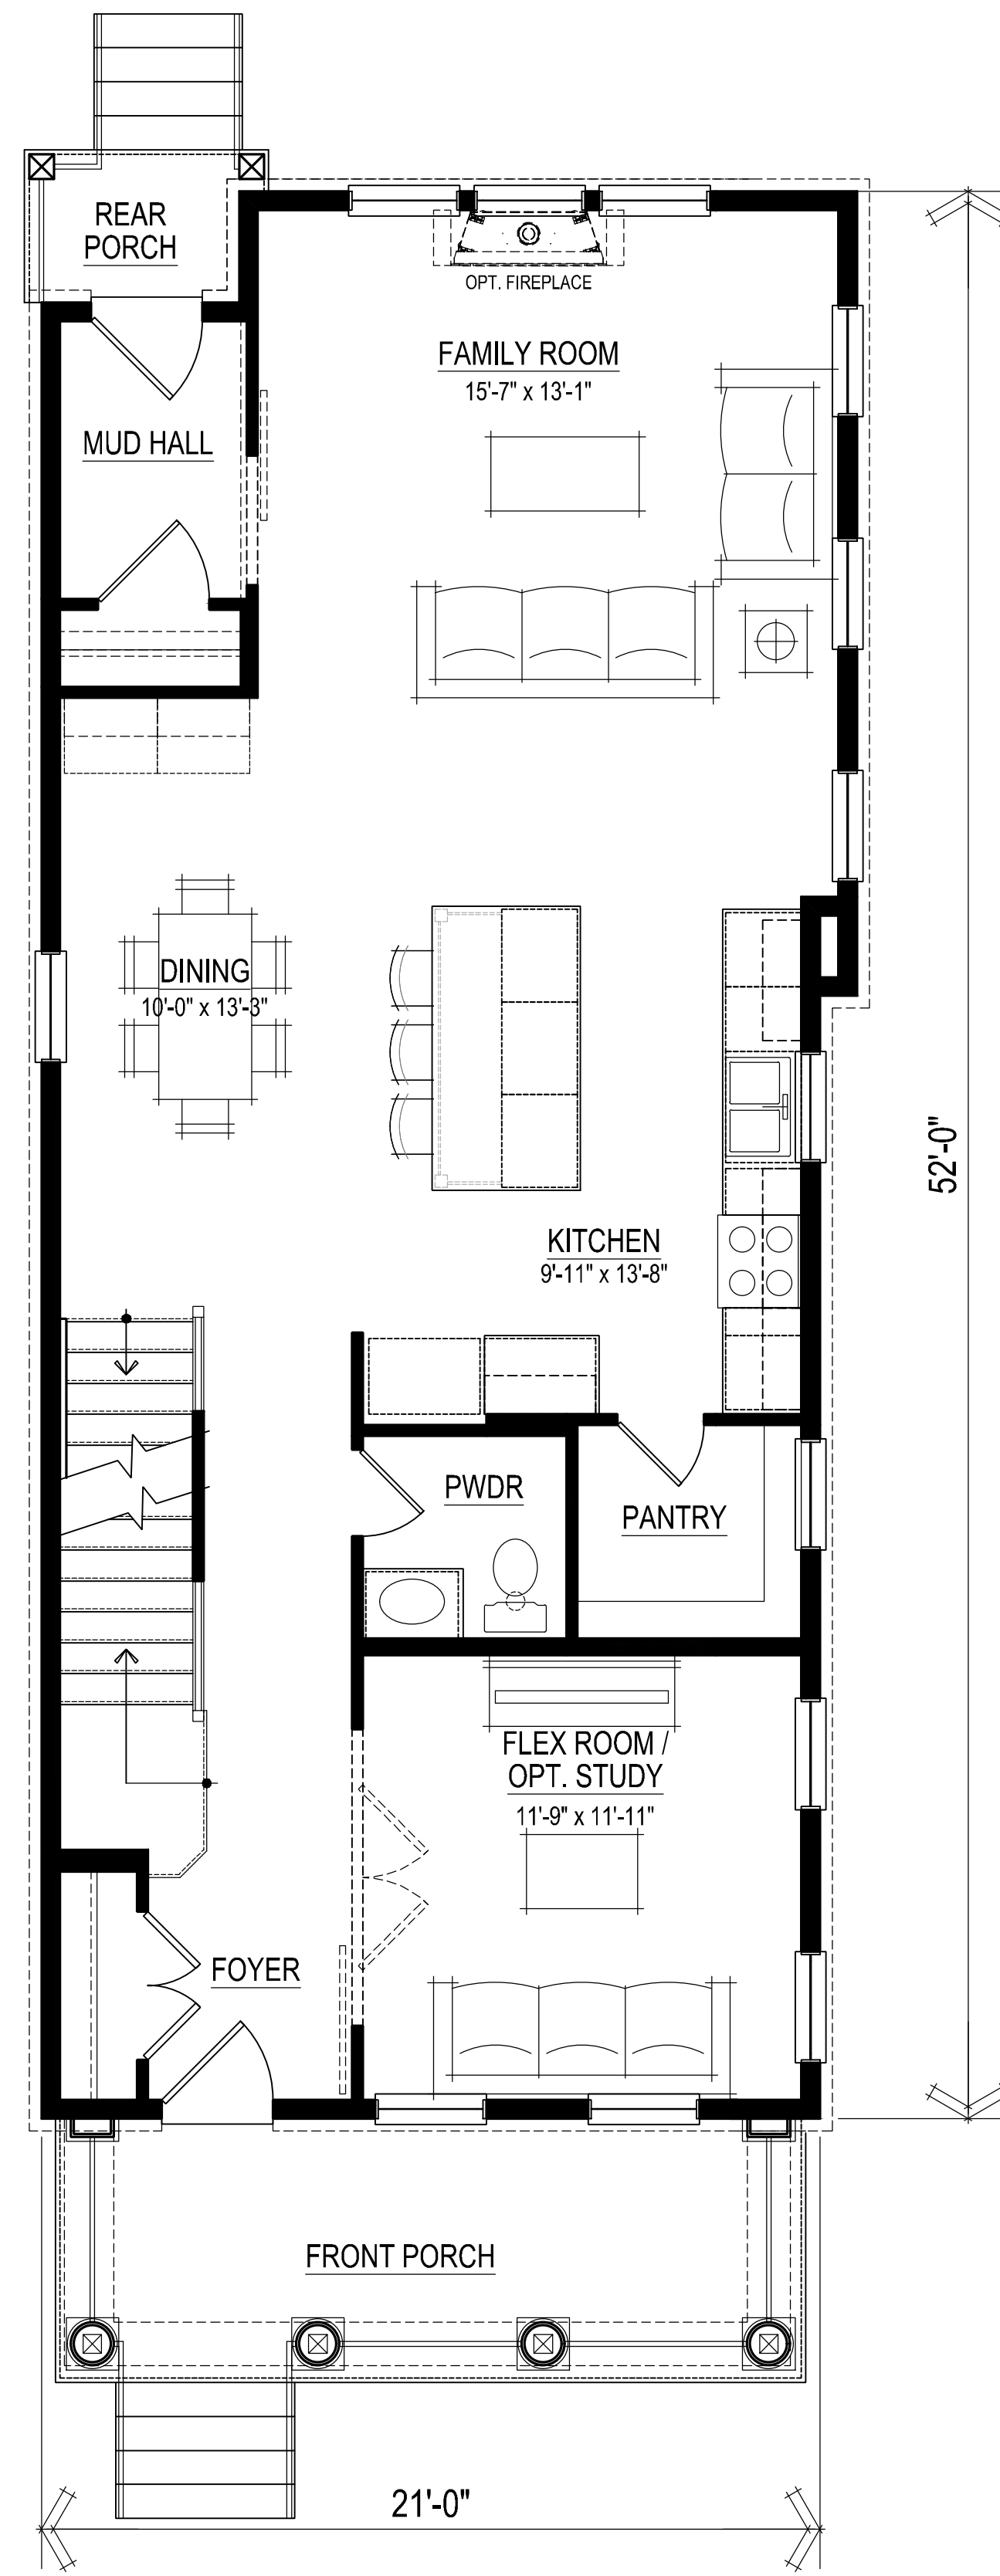 REAR
PORCH
OPT. FIREPLACE
FAMILY ROOM
15'-7" x 13'-1"
MUD HALL
DINING
10'-0" x 13'-3"
52'-0"
KITCHEN
9'-11" x 13'-8"
PWDR
PANTRY
FLEX ROOM /
OPT. STUDY
11'-9" x 11'-11"
FOYER
FRONT PORCH
21'-0"